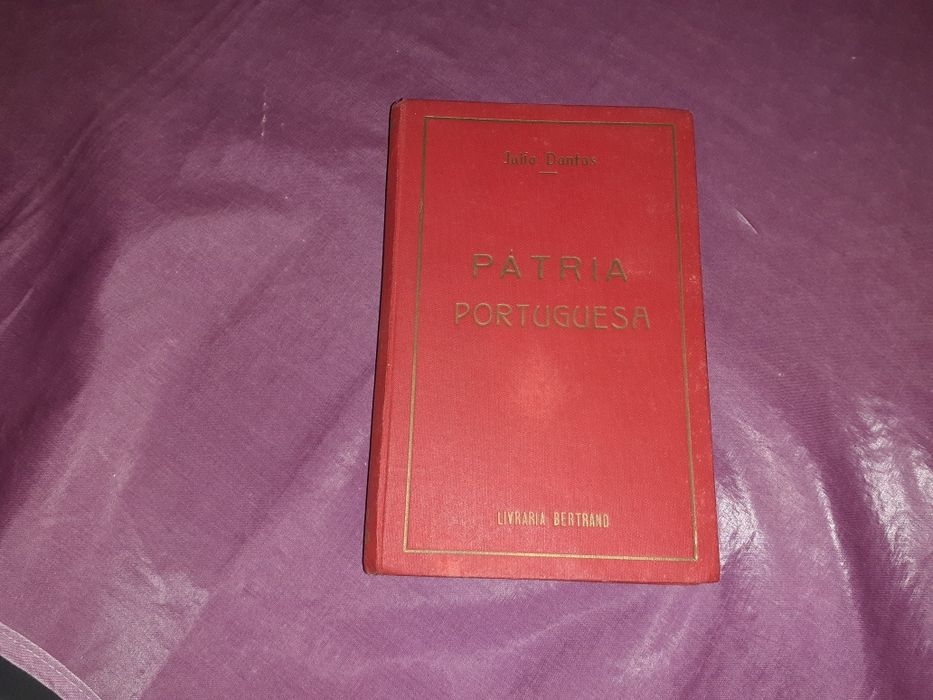 Julio Dantas
PÁTRIA
PORTUGUESA
LIVRARIA BERTRAND